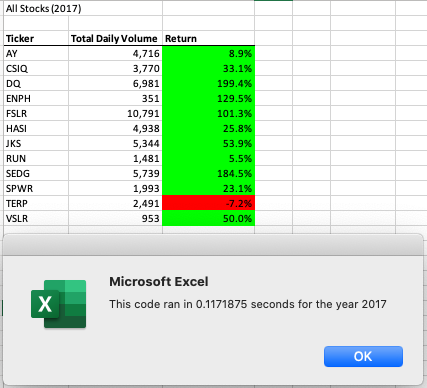 All Stocks (2017)
Ticker Total Daily Volume Return
AY 4,716 8.9%
CSIQ 3,770 33.1%
DQ 6,981 199.4%
ENPH 351 129.5%
FSLR 10,791 101.3%
HASI 4,938 25.8%
JKS 5,344 53.9%
RUN 1,481 5.5%
SEDG 5,739 184.5%
SPWR 1,993 23.1%
TERP 2,491 -7.2%
VSLR 953 50.0%
Microsoft Excel
X
This code ran in 0.1171875 seconds for the year 2017
OK